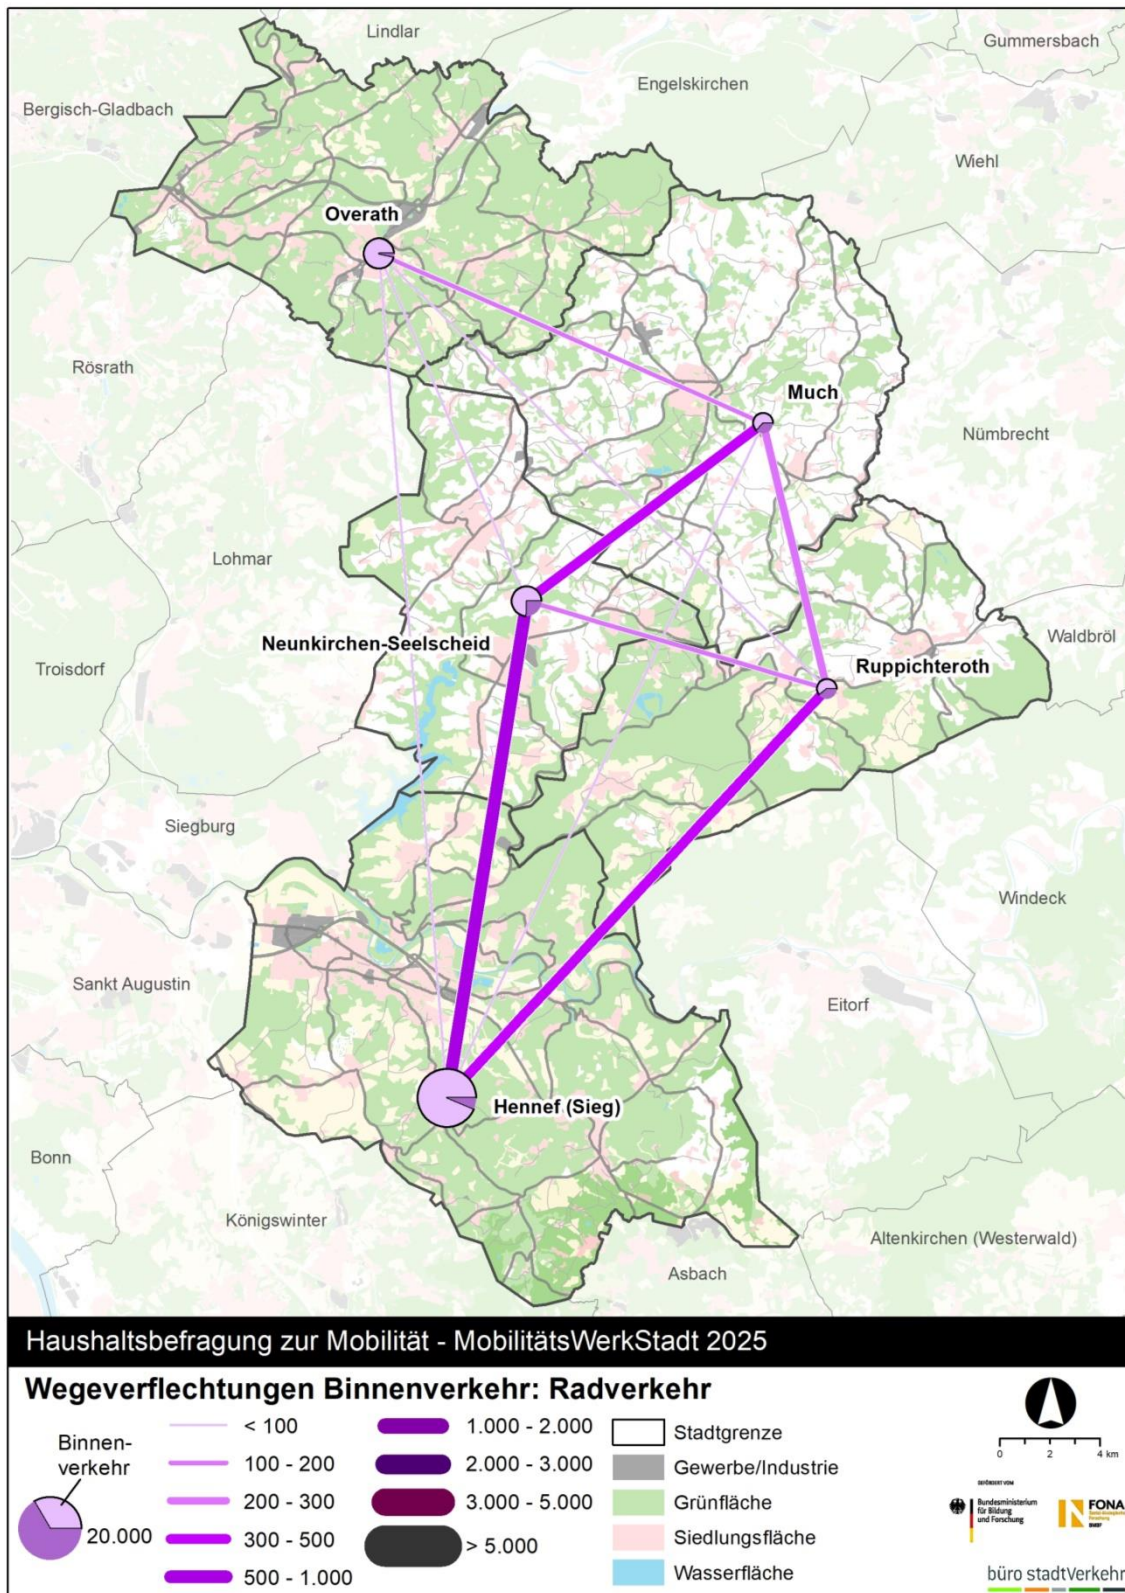 Lindlar
Gummersbach
Engelskirchen
Bergisch-Gladbach
Wiehl
Overath
Rösrath
Much
Nümbrecht
Lohmar
Neunkirchen-Seelscheid
Waldbröl
Troisdorf
Ruppichteroth
Siegburg
Windeck
Sankt Augustin
Eitorf
Hennef (Sieg)
Bonn
Königswinter
Altenkirchen (Westerwald)
Asbach
Haushaltsbefragung zur Mobilität - MobilitätsWerkStadt 2025
Wegeverflechtungen Binnenverkehr: Radverkehr
Binnen-
verkehr
20.000
< 100
100 - 200
200 - 300
300 - 500
500 - 1.000
1.000 - 2.000
2.000 - 3.000
3.000 - 5.000
> 5.000
Stadtgrenze
Gewerbe/Industrie
Grünfläche
Siedlungsfläche
Wasserfläche
0 2 4 km
GEFÖRDERT VOM
Bundesministerium
für Bildung
und Forschung
FONA
BMBF
büro stadtVerkehr